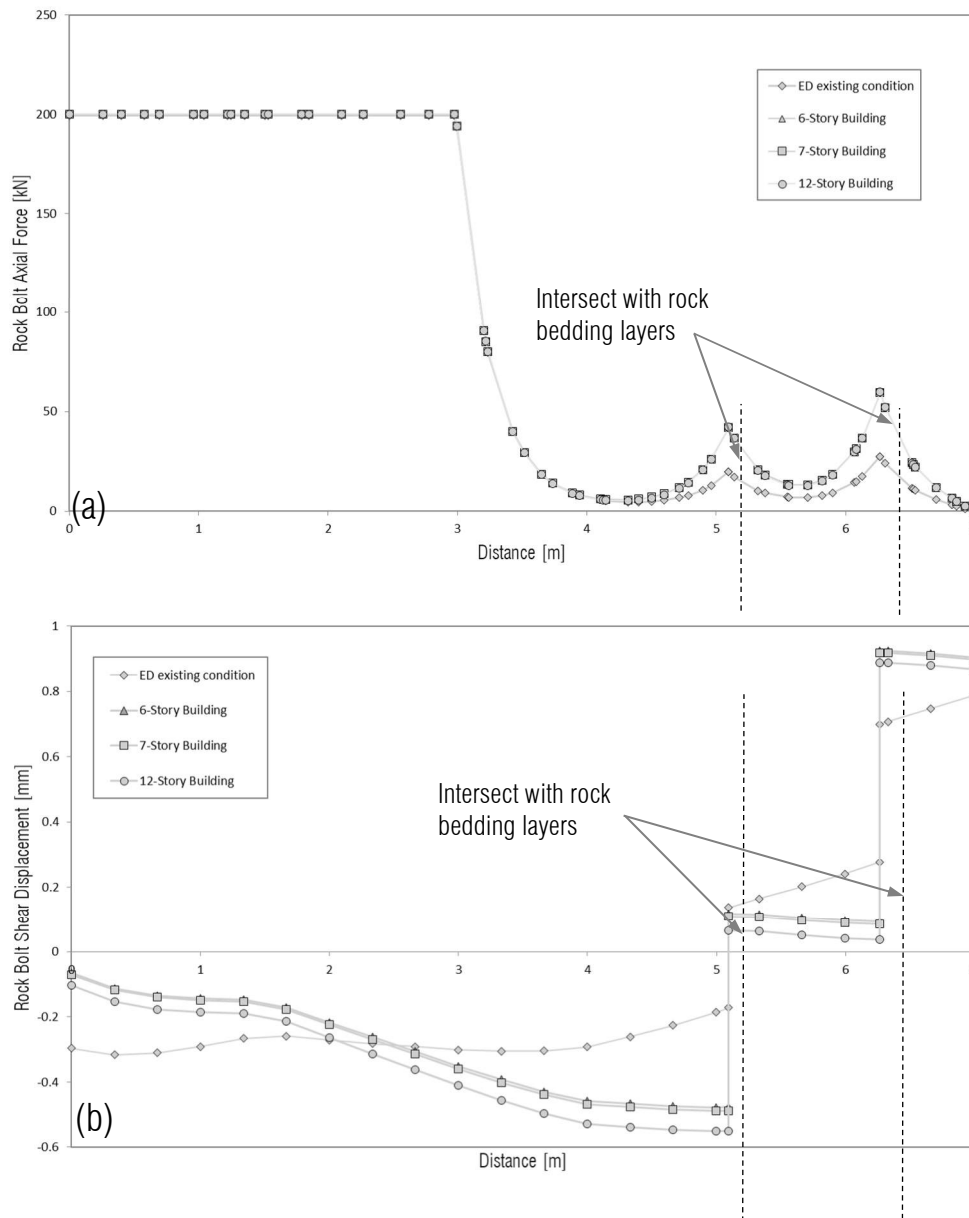 250
200
150
100
50
0
Rock Bolt Axial Force [kN]
ED existing condition
6-Story Building
7-Story Building
12-Story Building
Intersect with rock
bedding layers
(a)
0 1 2 3 4 5 6
Distance [m]
1
0.8
0.6
0.4
0.2
0
-0.2
-0.4
-0.6
Rock Bolt Shear Displacement [mm]
ED existing condition
6-Story Building
7-Story Building
12-Story Building
Intersect with rock
bedding layers
0 1 2 3 4 5 6
(b)
Distance [m]